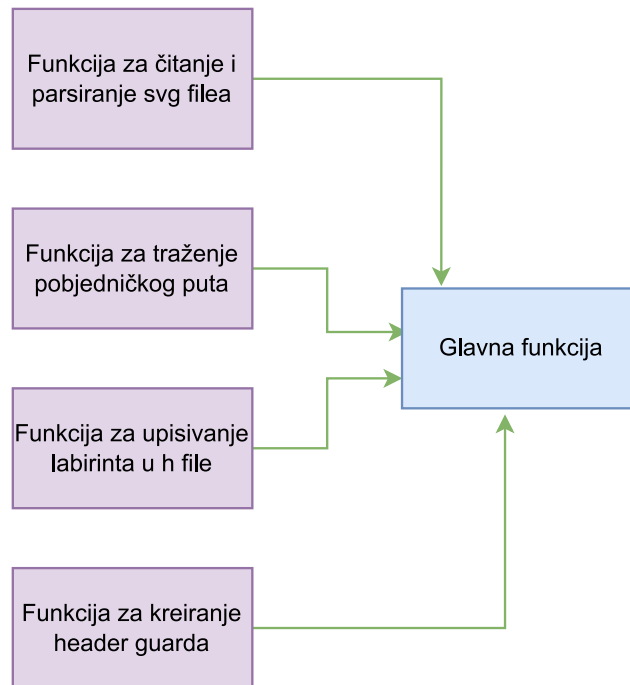 Funkcija za čitanje i
parsiranje svg filea
Funkcija za traženje
pobjedničkog puta
Glavna funkcija
Funkcija za upisivanje
labirinta u h file
Funkcija za kreiranje
header guarda